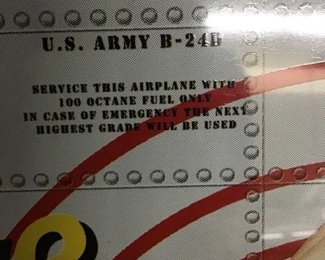 U.S. ARMY B-24D
SERVICE THIS AIRPLANE WITH
100 OCTANE FUEL ONLY
IN CASE OF EMERGENCY THE NEXT
HIGHEST GRADE WILL BE USED